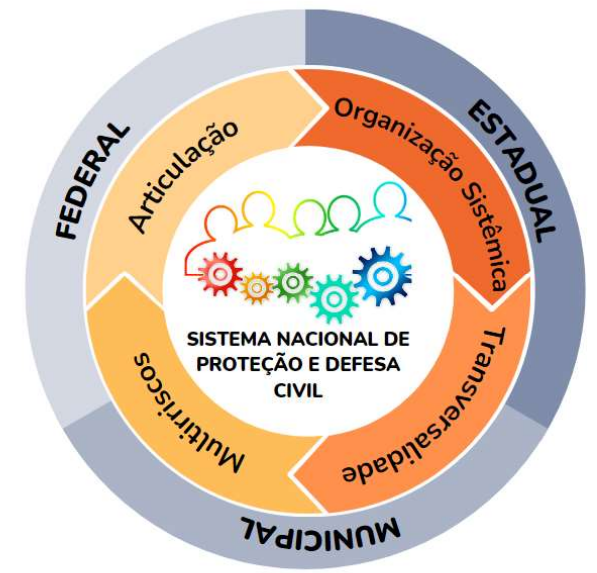 FEDERAL
ESTADUAL
MUNICIPAL
Articulação
Organização Sistêmica
Transversalidade
Multirriscos
SISTEMA NACIONAL DE
PROTEÇÃO E DEFESA
CIVIL